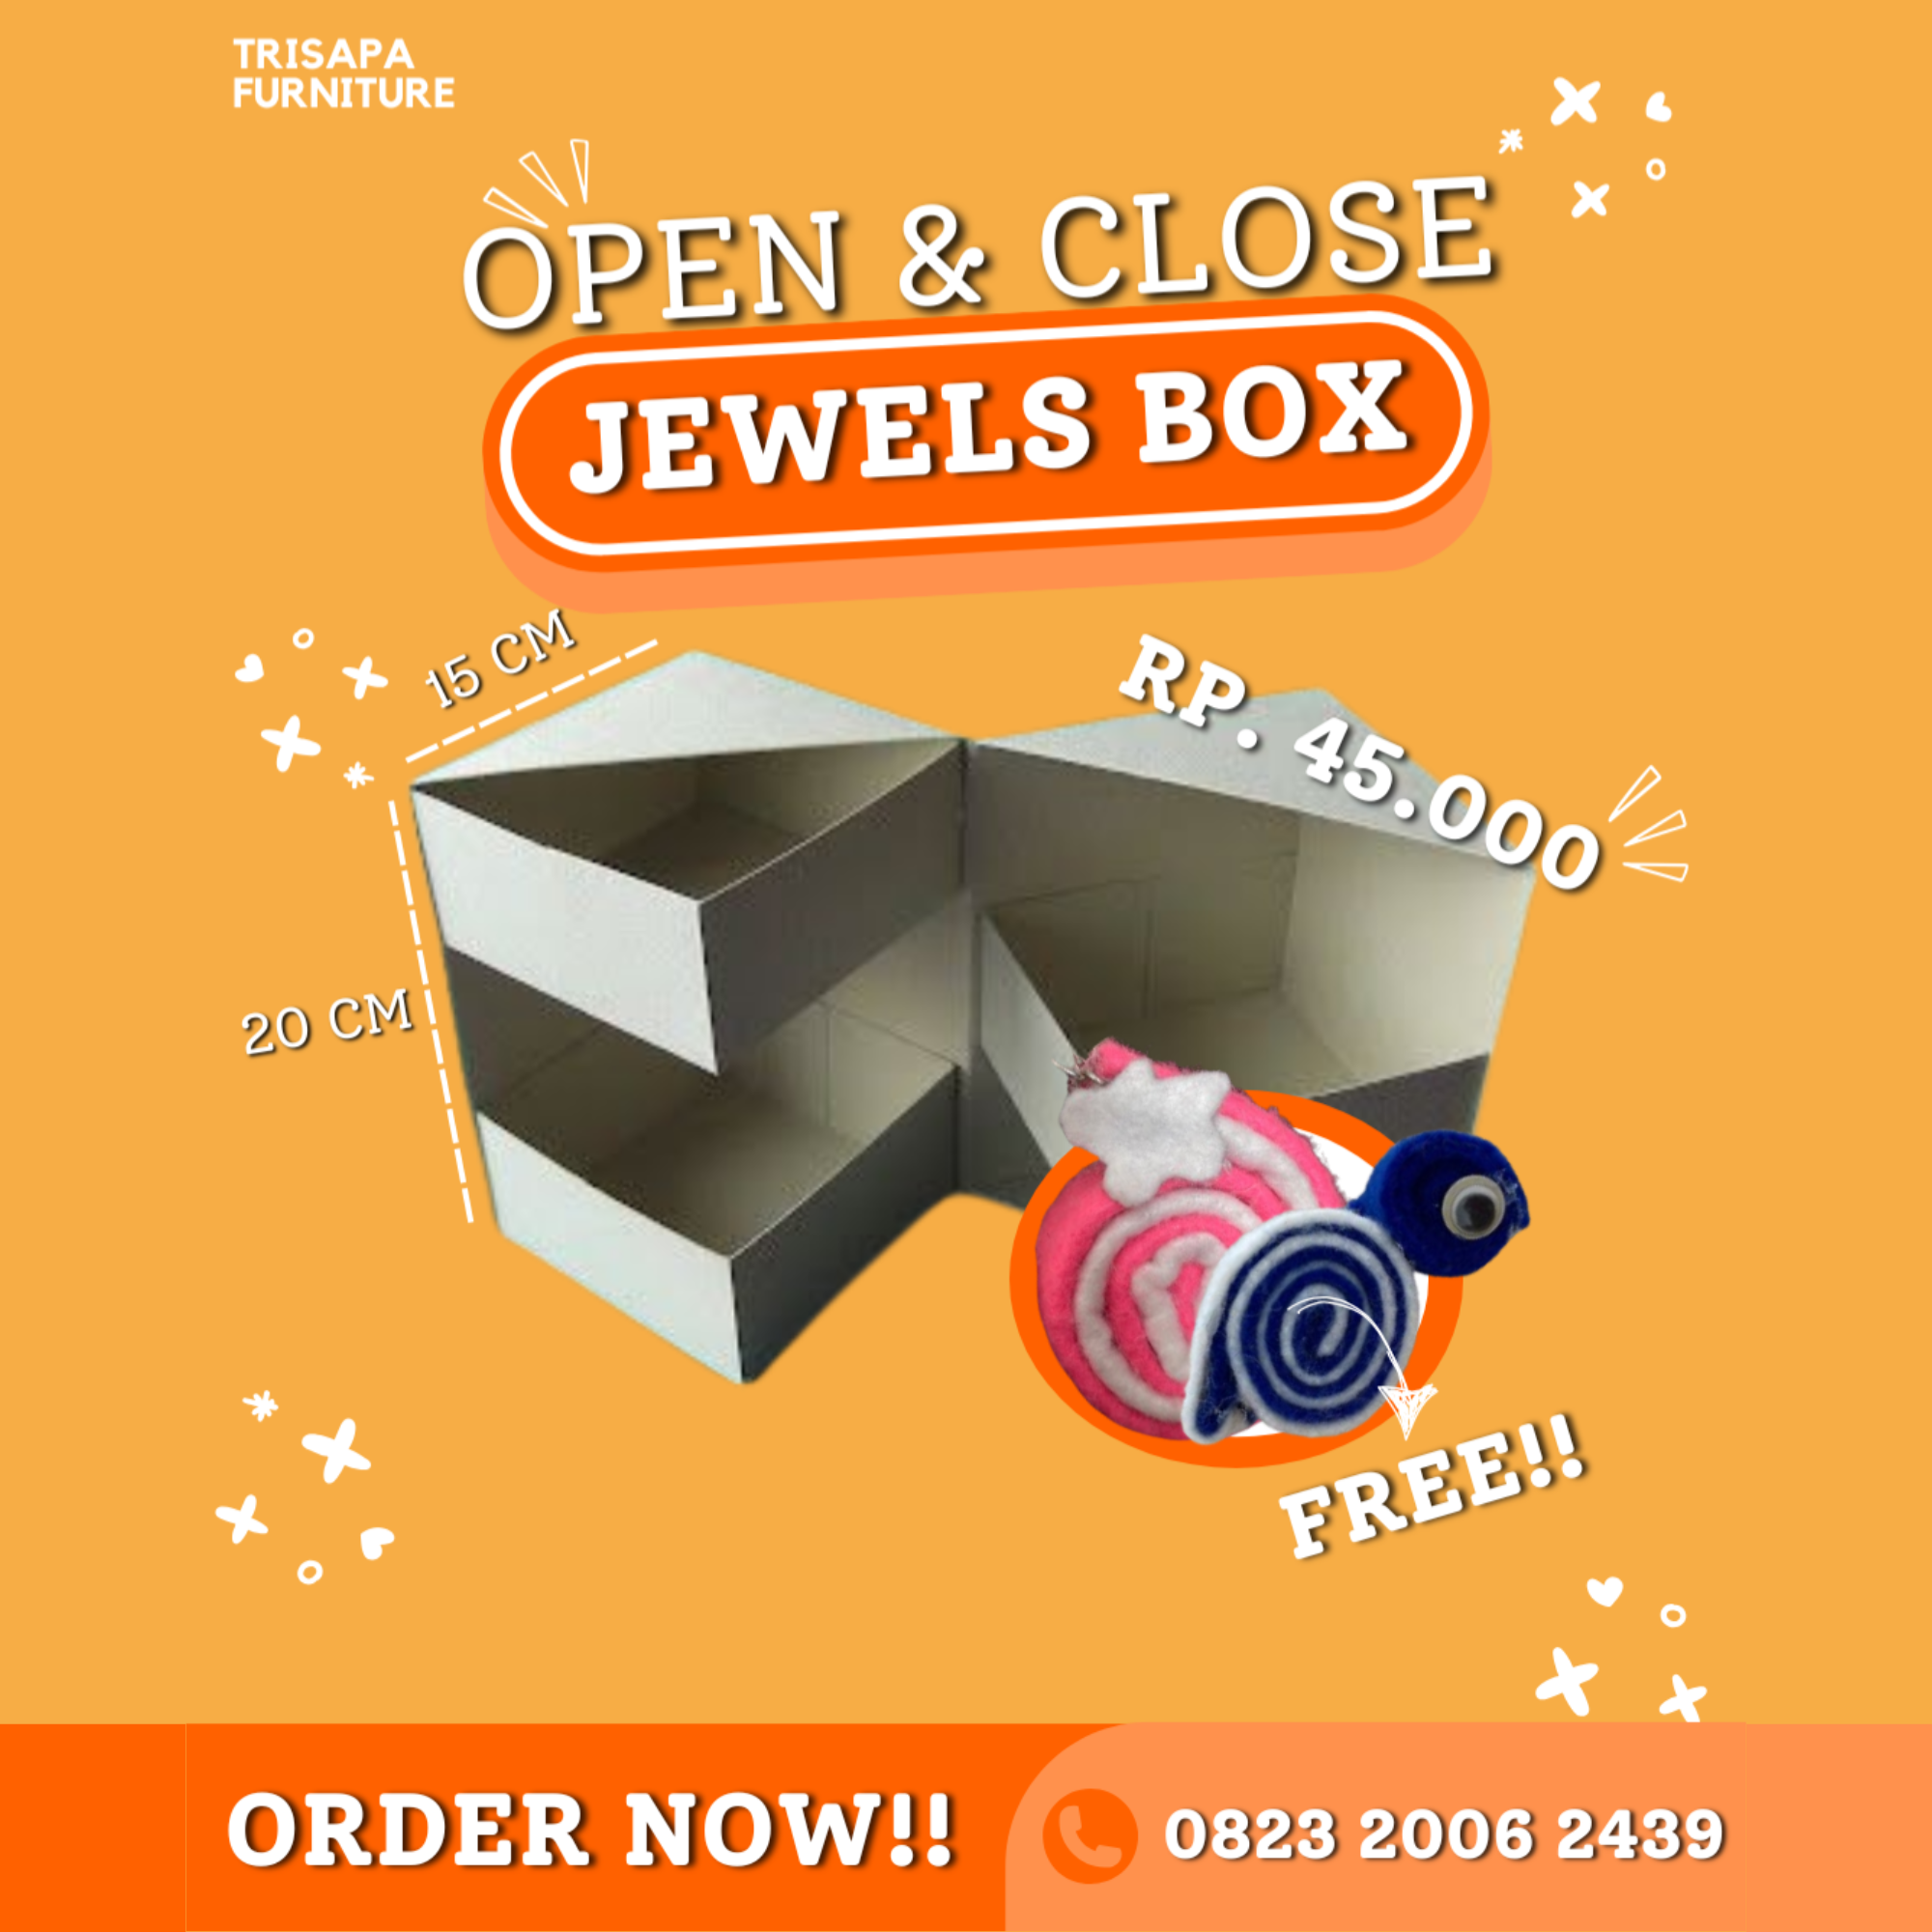 TRISAPA
FURNITURE
OPEN & CLOSE
JEWELS BOX
15 CM
RP. 45.000
20 CM
FREE!!
ORDER NOW!!
0823 2006 2439